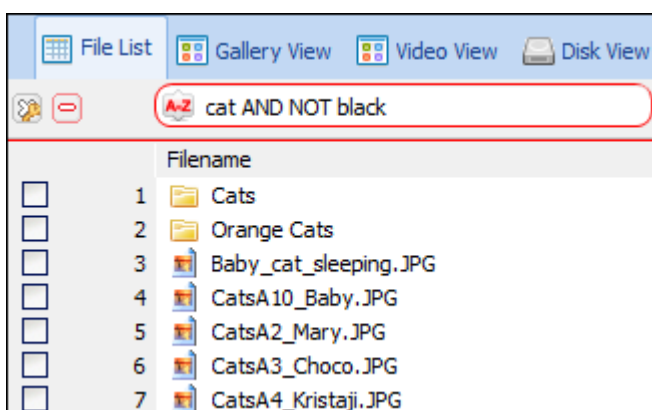 File List Gallery View Video View Disk View
A-Z cat AND NOT black
Filename
1 Cats
2 Orange Cats
3 Baby_cat_sleeping.JPG
4 CatsA10_Baby.JPG
5 CatsA2_Mary.JPG
6 CatsA3_Choco.JPG
7 CatsA4_Kristaji.JPG